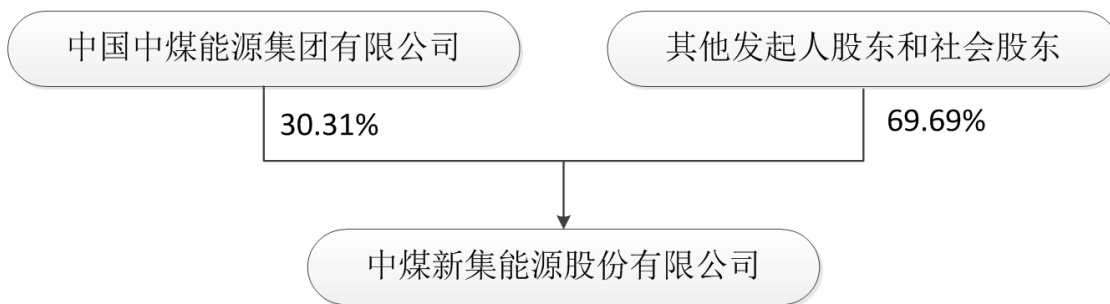 中国中煤能源集团有限公司
其他发起人股东和社会股东
30.31%
69.69%
中煤新集能源股份有限公司